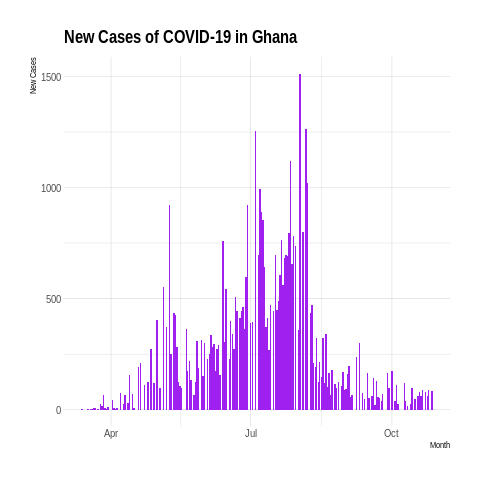 New Cases of COVID-19 in Ghana
New Cases
1500
1000
500
0
Apr
Jul
Oct
Month